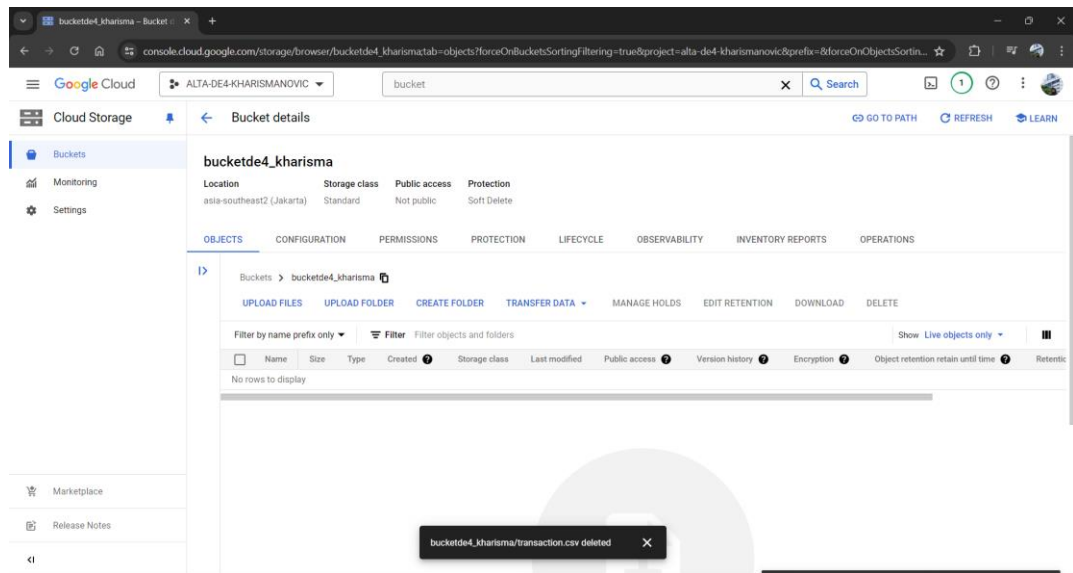 bucketde4_kharisma – Bucket d
console.cloud.google.com/storage/browser/bucketde4_kharisma;tab=objects?forceOnBucketsSortingFiltering=true&project=alta-de4-kharismanovic&prefix=&forceOnObjectsSortin...
Google Cloud ALTA-DE4-KHARISMANOVIC bucket Search 1
Cloud Storage Bucket details GO TO PATH REFRESH LEARN
Buckets
Monitoring
Settings
bucketde4_kharisma
Location Storage class Public access Protection
asia-southeast2 (Jakarta) Standard Not public Soft Delete
OBJECTS CONFIGURATION PERMISSIONS PROTECTION LIFECYCLE OBSERVABILITY INVENTORY REPORTS OPERATIONS
Buckets > bucketde4_kharisma
UPLOAD FILES UPLOAD FOLDER CREATE FOLDER TRANSFER DATA MANAGE HOLDS EDIT RETENTION DOWNLOAD DELETE
Filter by name prefix only Filter Filter objects and folders Show Live objects only
Name Size Type Created Storage class Last modified Public access Version history Encryption Object retention retain until time Retentic
No rows to display
Marketplace
Release Notes
bucketde4_kharisma/transaction.csv deleted